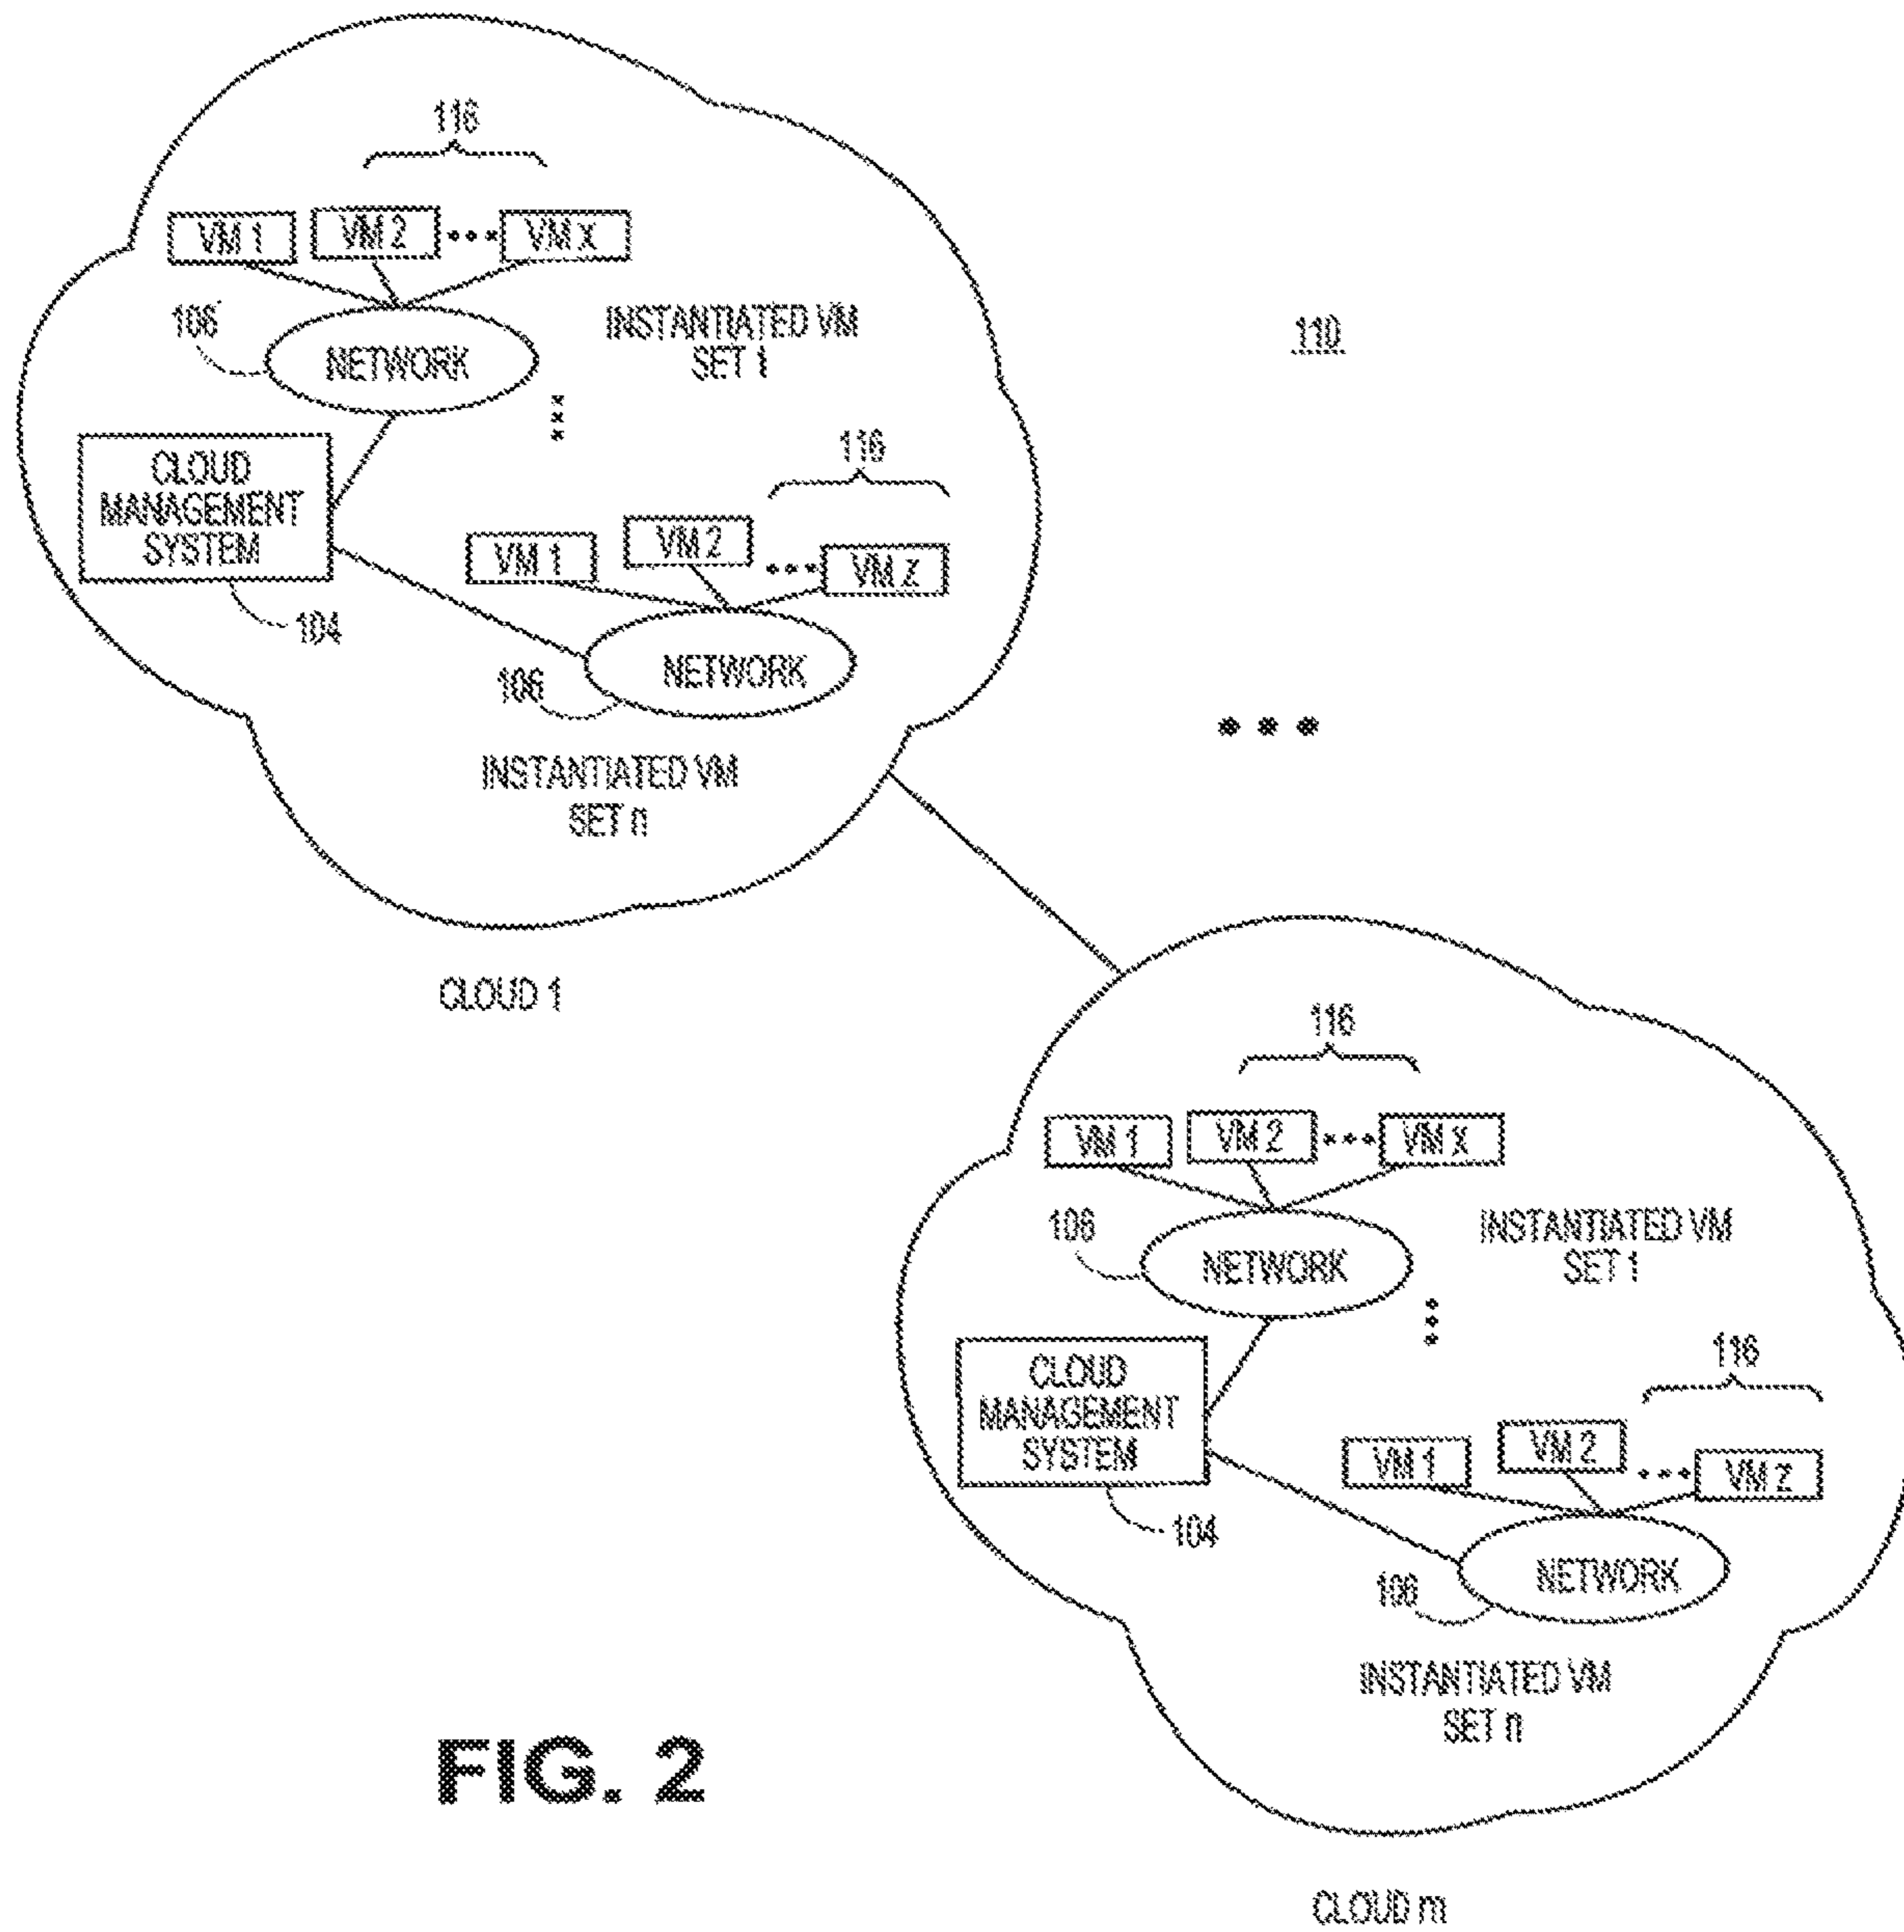 116
VM 1
VM 2
VM X
106
NETWORK
INSTANTIATED VM
SET 1
110
CLOUD
MANAGEMENT
SYSTEM
116
VM 1
VM 2
VM Z
104
106
NETWORK
INSTANTIATED VM
SET n
CLOUD 1
116
VM 1
VM 2
VM X
106
NETWORK
INSTANTIATED VM
SET 1
CLOUD
MANAGEMENT
SYSTEM
116
VM 1
VM 2
VM Z
104
106
NETWORK
INSTANTIATED VM
SET n
FIG. 2
CLOUD m